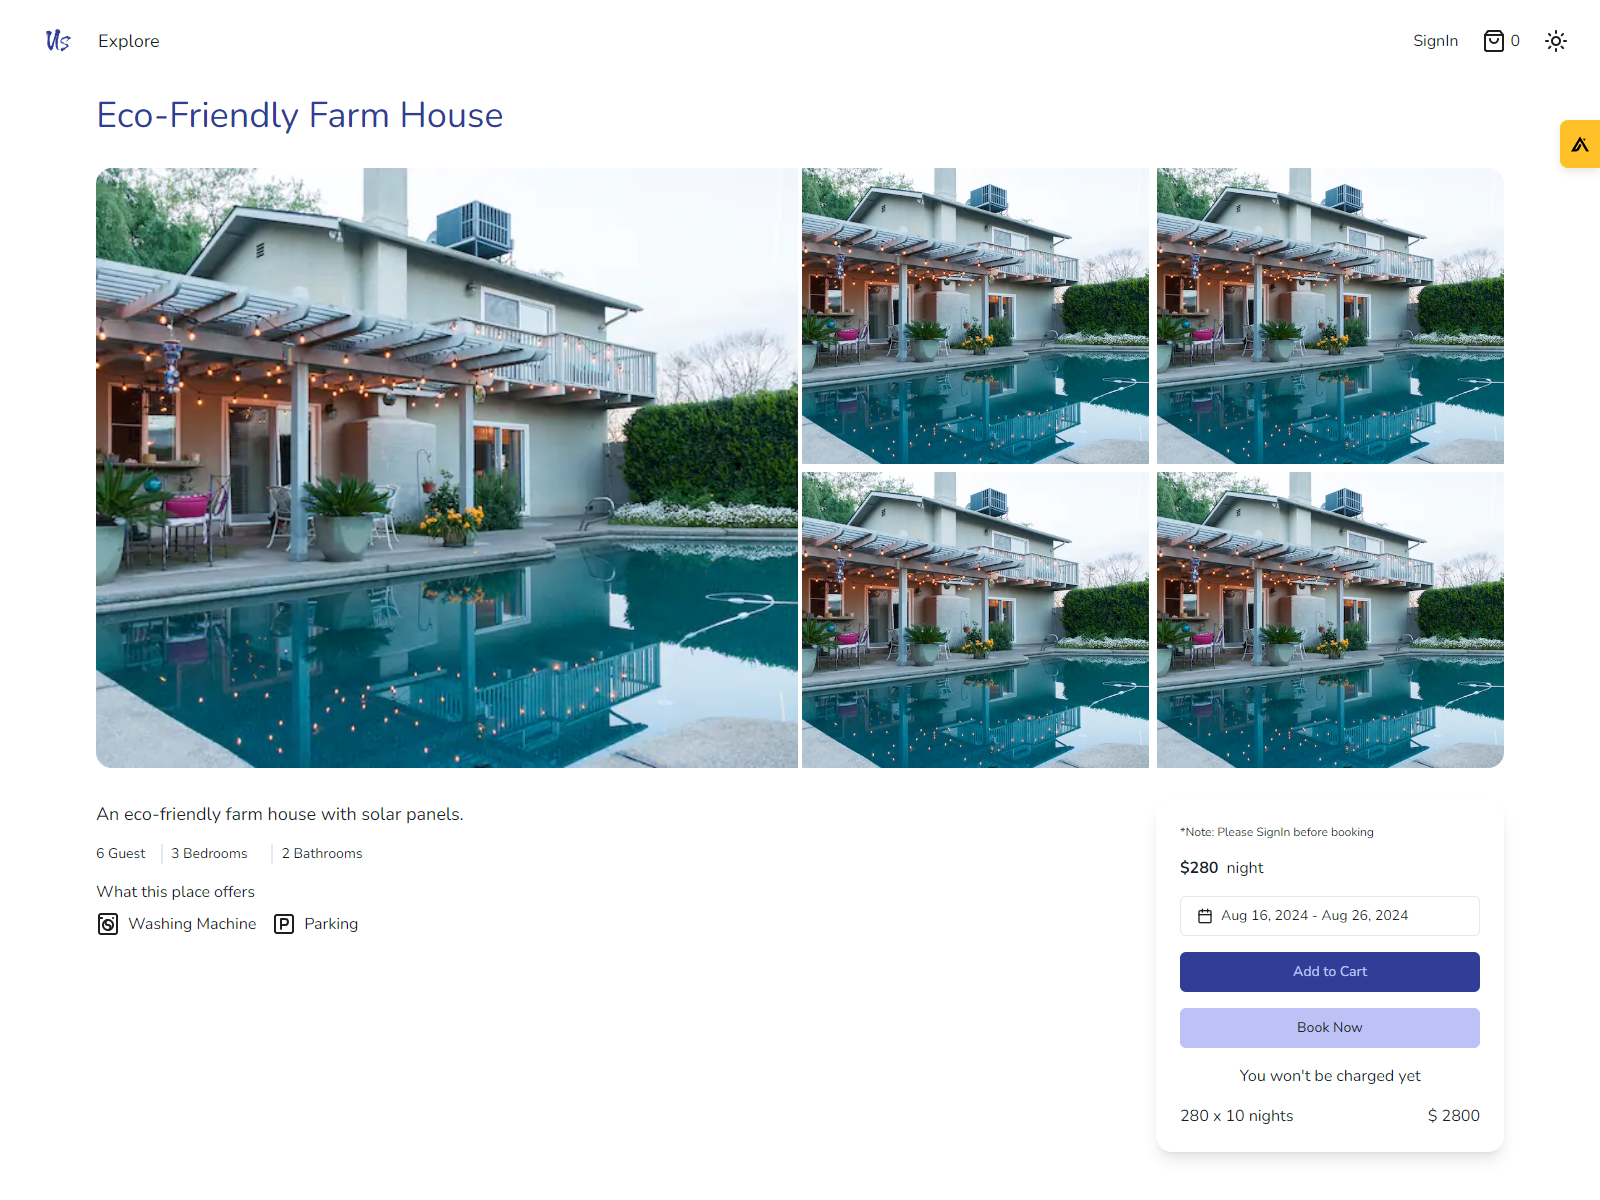 Us
Explore
SignIn
0
Eco-Friendly Farm House
An eco-friendly farm house with solar panels.
6 Guest
3 Bedrooms
2 Bathrooms
What this place offers
Washing Machine
Parking
*Note: Please SignIn before booking
$280 night
Aug 16, 2024 - Aug 26, 2024
Add to Cart
Book Now
You won't be charged yet
280 x 10 nights
$ 2800